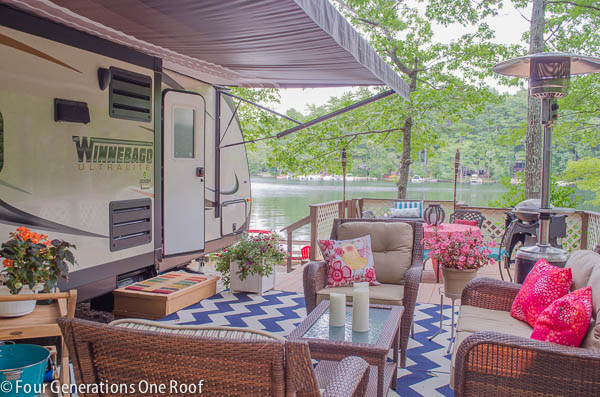 WINNEBAGO
ULTRALITE
© Four Generations One Roof